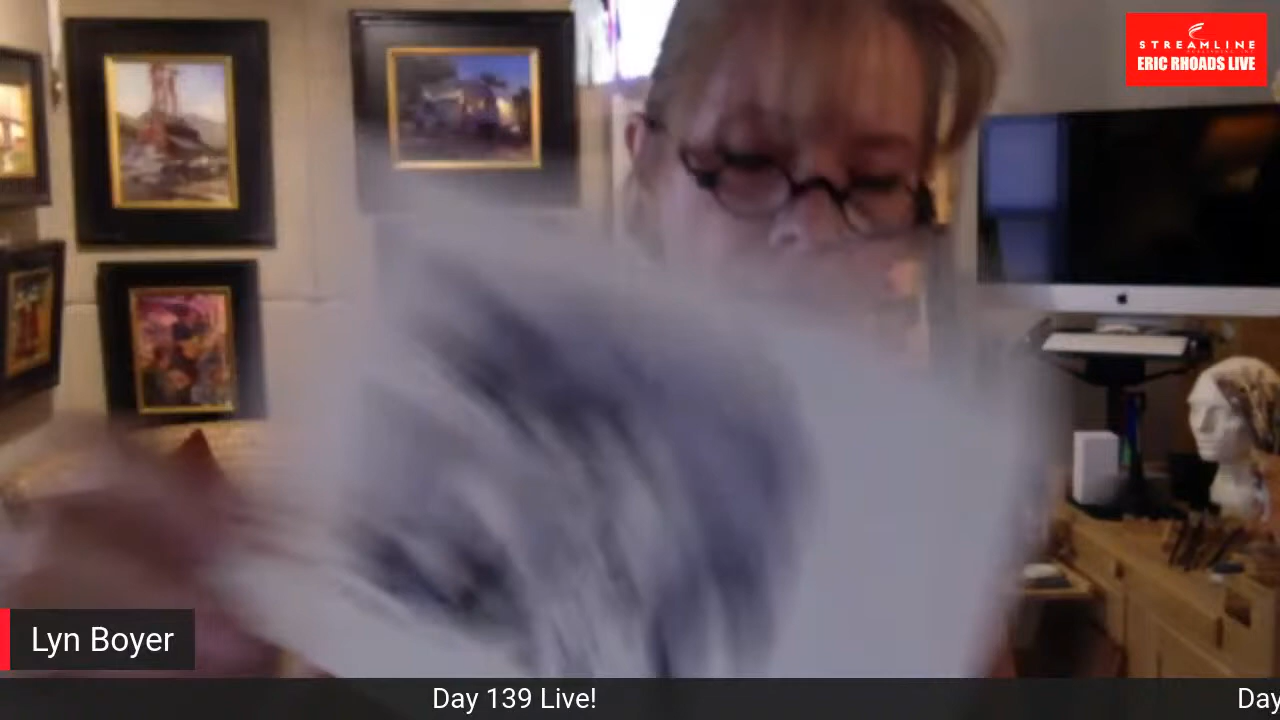 STREAMLINE
ERIC RHOADS LIVE
Lyn Boyer
Day 139 Live!
Day